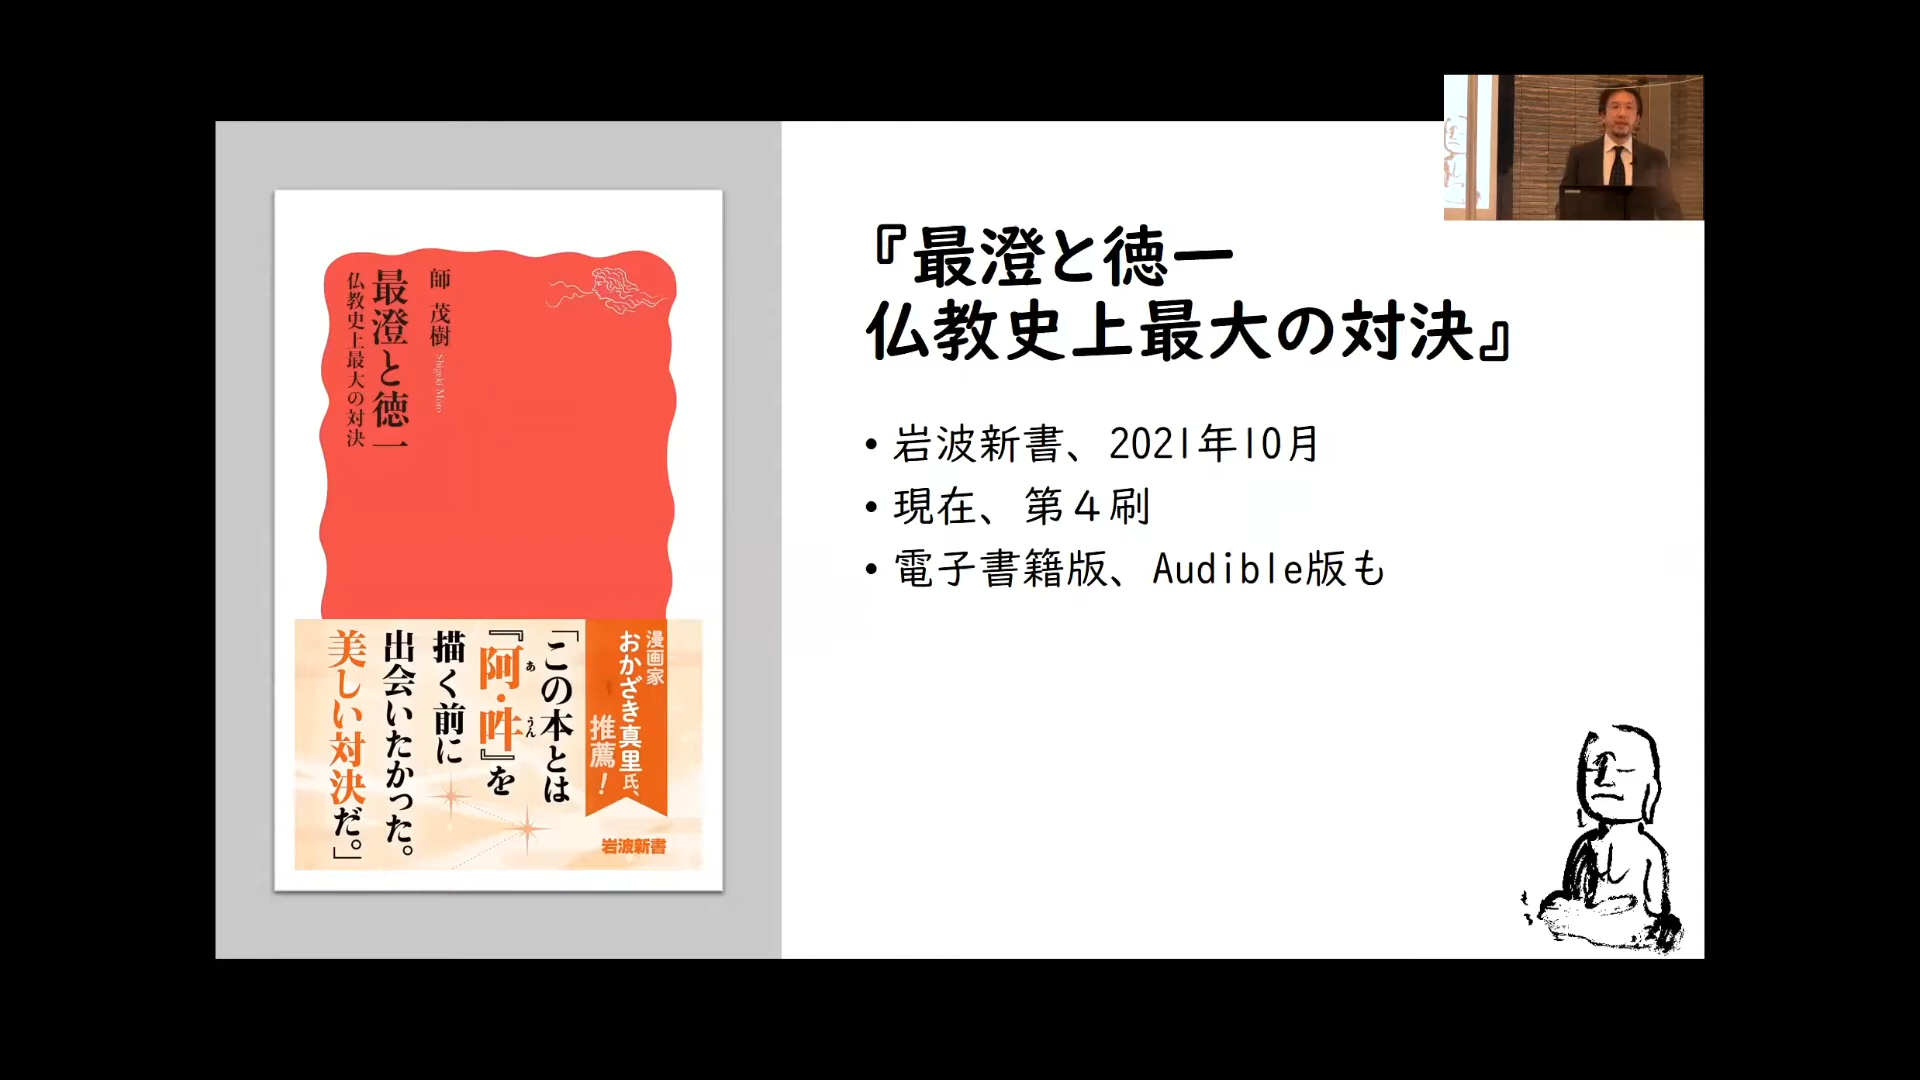 師 茂樹
Shigeki Moro
最澄と徳一
仏教史上最大の対決
漫画家
おかざき真里氏、
推薦！
「この本とは
『阿・吽』を
あ
うん
描く前に
出会いたかった。
美しい対決だ。」
岩波新書
『最澄と徳一
仏教史上最大の対決』
• 岩波新書、2021年10月
• 現在、第４刷
• 電子書籍版、Audible版も
もろ